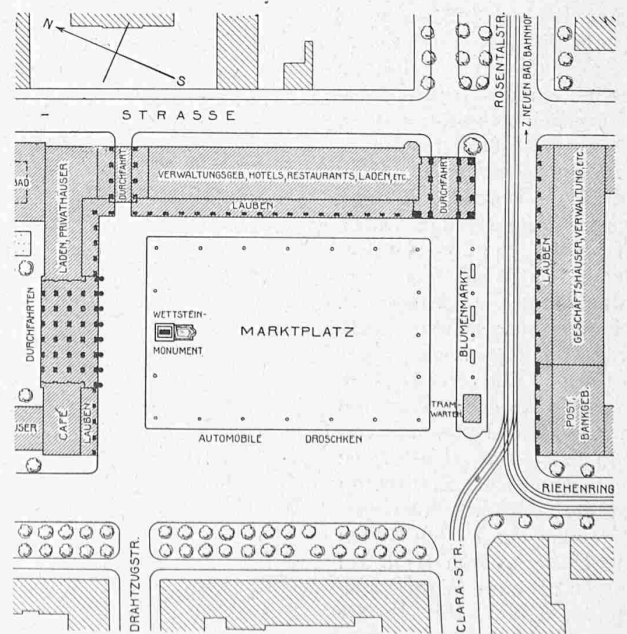 N
S
STRASSE
ROSENTALSTR.
Z. NEUEN BAD. BAHNHOF
BAD
LADEN, PRIVATHÄUSER
DURCHFAHRT
VERWALTUNGSGEB., HOTELS, RESTAURANTS, LADEN, ETC.
LAUBEN
DURCHFAHRT
LAUBEN
GESCHÄFTSHÄUSER, VERWALTUNG, ETC.
DURCHFAHRTEN
WETTSTEIN-
MONUMENT
MARKTPLATZ
BLUMENMARKT
TRAM-
WARTEH.
CAFÉ
LAUBEN
USER
POST,
BANKGEB.
AUTOMOBILE DROSCHKEN
RIEHENRING
DRAHTZUGSTR.
CLARA-STR.